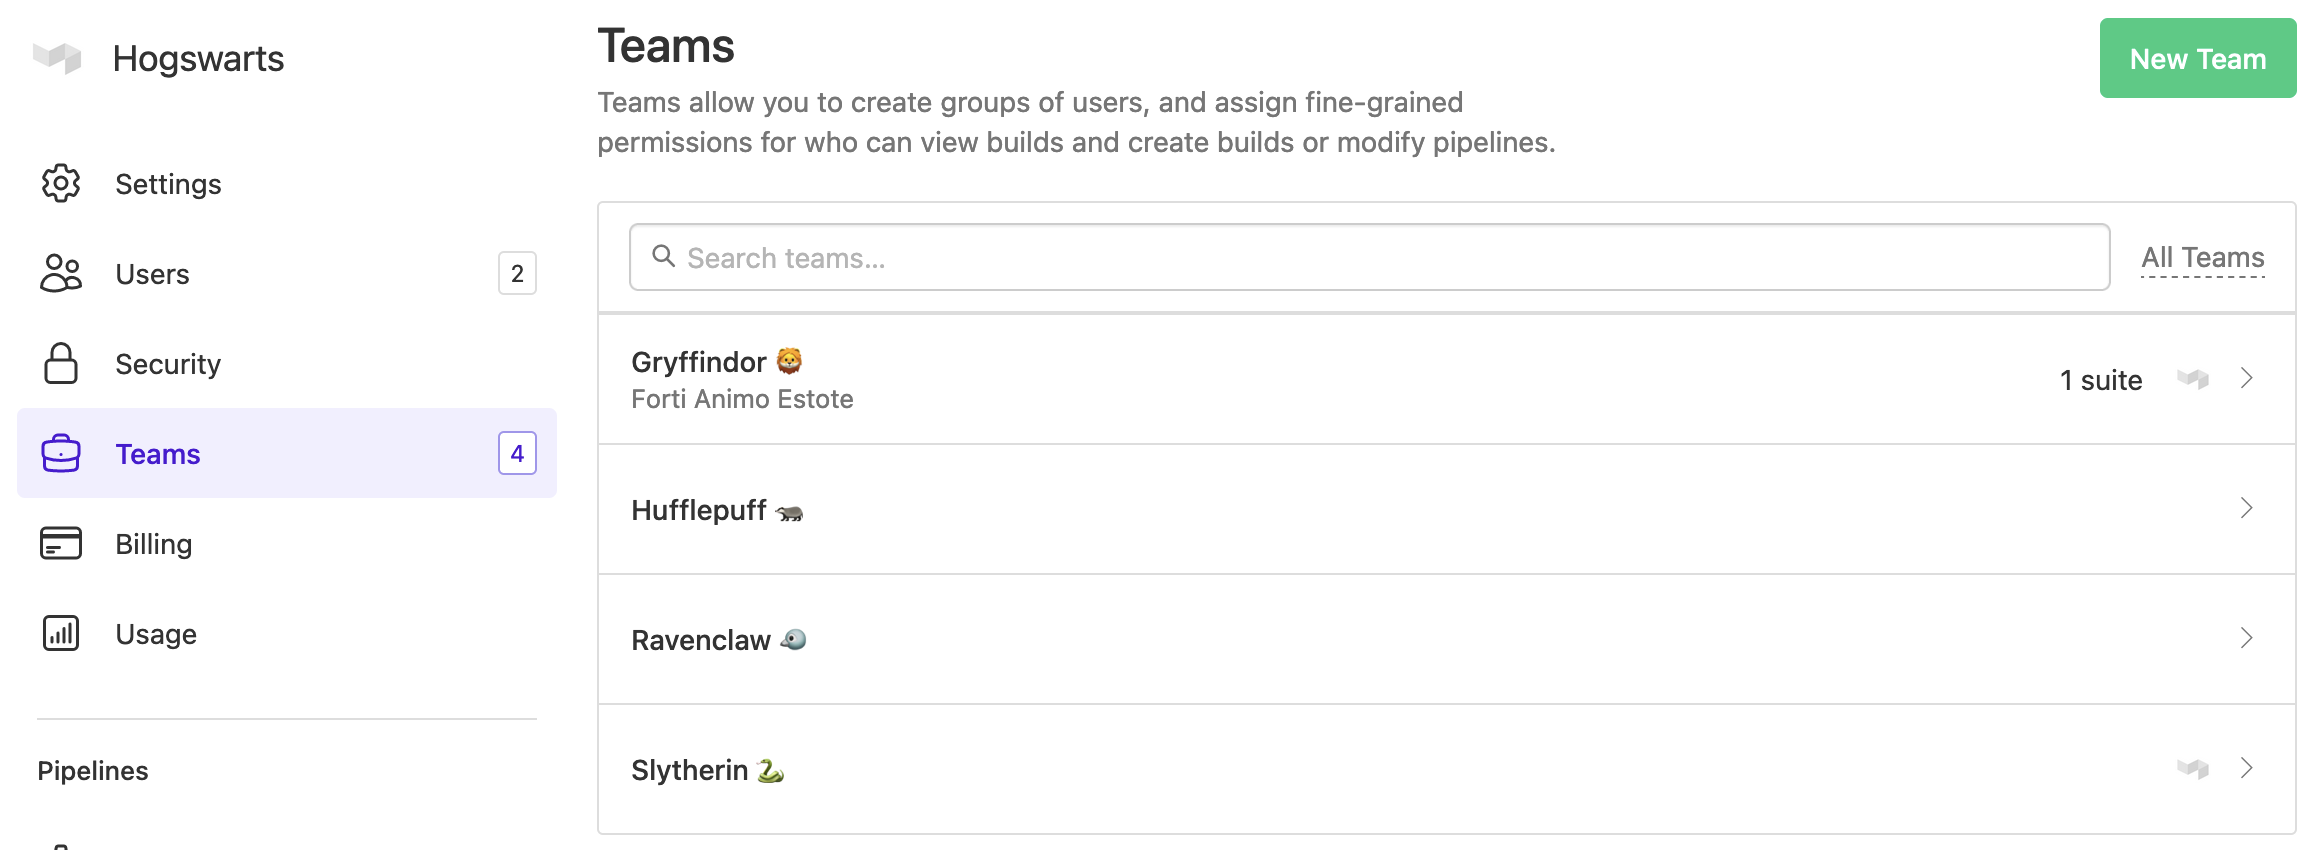 Hogswarts
Settings
Users 2
Security
Teams 4
Billing
Usage
Pipelines
Teams
New Team
Teams allow you to create groups of users, and assign fine-grained
permissions for who can view builds and create builds or modify pipelines.
Search teams...
All Teams
Gryffindor 🦁
Forti Animo Estote
1 suite
Hufflepuff 🦡
Ravenclaw 🐦
Slytherin 🐍